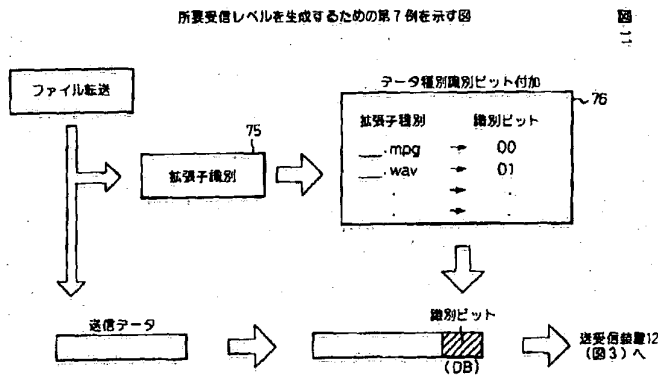 所要受信レベルを生成するための第7例を示す図
図11
ファイル転送
75
拡張子識別
データ種別識別ビット付加
76
拡張子種別 識別ビット
.mpg → 00
.wav → 01
. → .
. → .
送信データ
識別ビット
(DB)
送受信装置12
(図3)へ